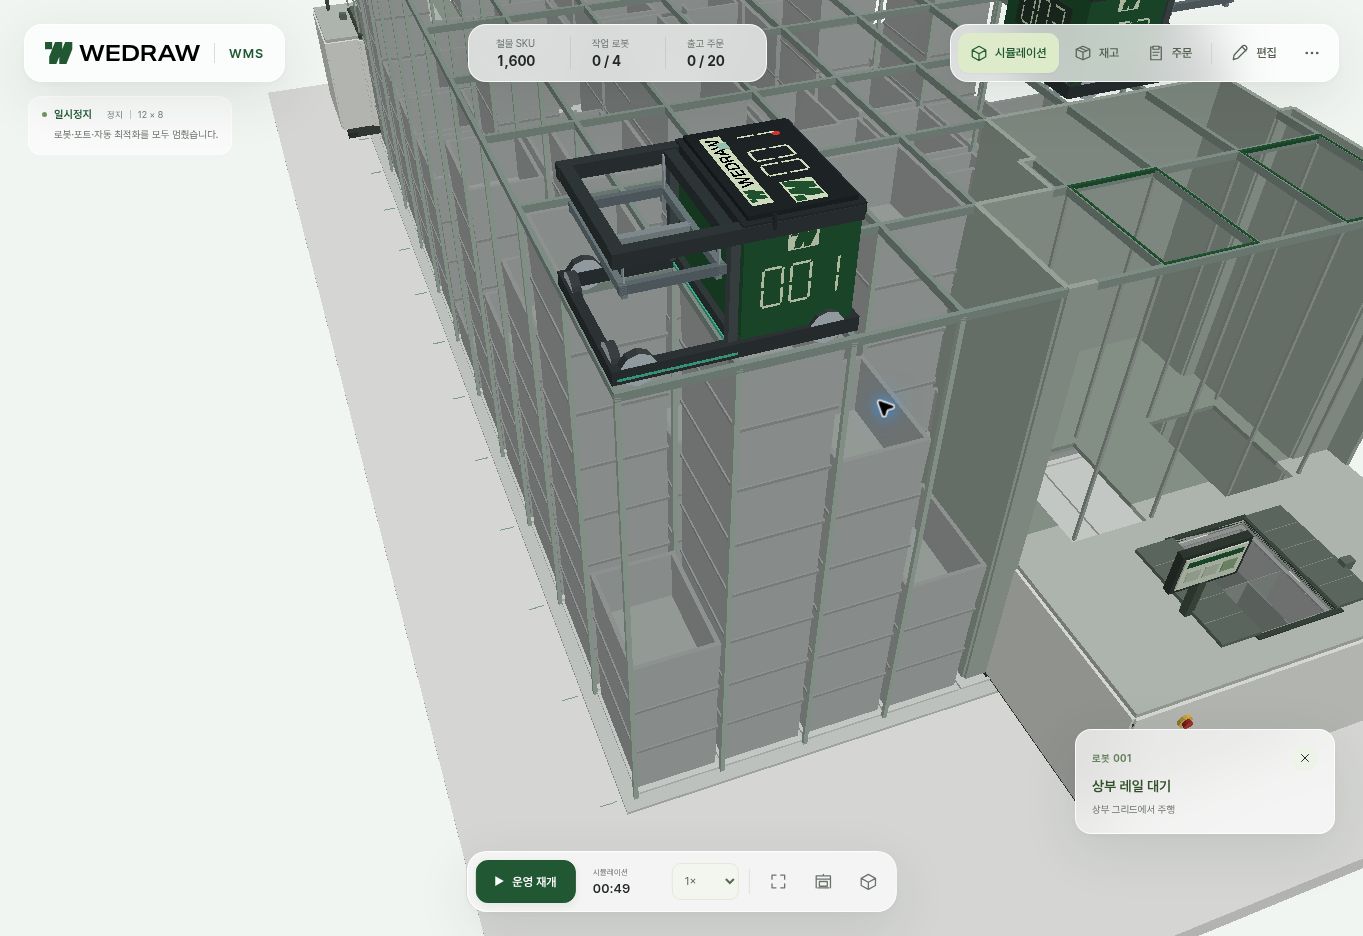 WEDRAW WMS
철물 SKU
1,600
작업 로봇
0 / 4
출고 주문
0 / 20
시뮬레이션
재고
주문
편집
일시정지 정지 12 × 8
로봇·포트·자동 최적화를 모두 멈췄습니다.
WEDRAW
001
001
로봇 001
상부 레일 대기
상부 그리드에서 주행
운영 재개
시뮬레이션
00:49
1×